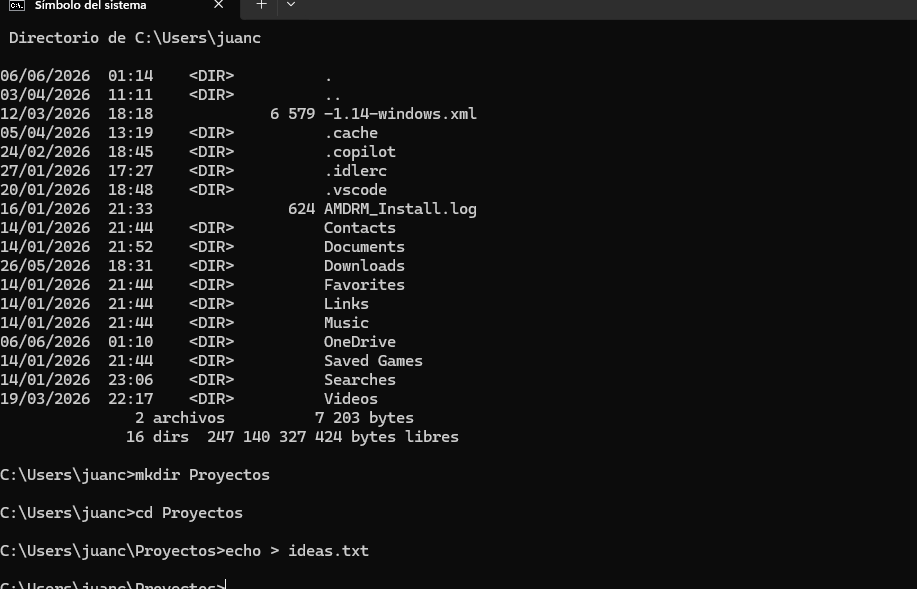 Símbolo del sistema
Directorio de C:\Users\juanc
06/06/2026  01:14    <DIR>          .
03/04/2026  11:11    <DIR>          ..
12/03/2026  18:18             6 579 -1.14-windows.xml
05/04/2026  13:19    <DIR>          .cache
24/02/2026  18:45    <DIR>          .copilot
27/01/2026  17:27    <DIR>          .idlerc
20/01/2026  18:48    <DIR>          .vscode
16/01/2026  21:33               624 AMDRM_Install.log
14/01/2026  21:44    <DIR>          Contacts
14/01/2026  21:52    <DIR>          Documents
26/05/2026  18:31    <DIR>          Downloads
14/01/2026  21:44    <DIR>          Favorites
14/01/2026  21:44    <DIR>          Links
14/01/2026  21:44    <DIR>          Music
06/06/2026  01:10    <DIR>          OneDrive
14/01/2026  21:44    <DIR>          Saved Games
14/01/2026  23:06    <DIR>          Searches
19/03/2026  22:17    <DIR>          Videos
2 archivos          7 203 bytes
16 dirs  247 140 327 424 bytes libres
C:\Users\juanc>mkdir Proyectos
C:\Users\juanc>cd Proyectos
C:\Users\juanc\Proyectos>echo > ideas.txt
C:\Users\juanc\Proyectos>